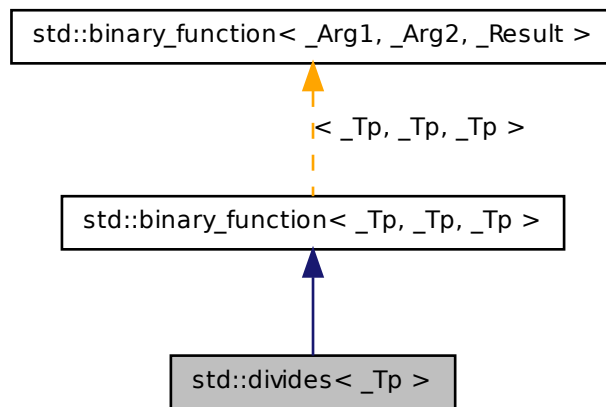 std::binary_function< _Arg1, _Arg2, _Result >
< _Tp, _Tp, _Tp >
std::binary_function< _Tp, _Tp, _Tp >
std::divides< _Tp >